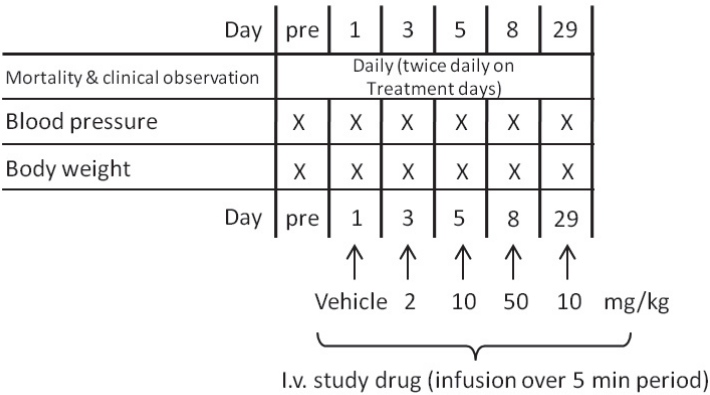 Day pre 1 3 5 8 29
Mortality & clinical observation Daily (twice daily on
Treatment days)
Blood pressure X X X X X X
Body weight X X X X X X
Day pre 1 3 5 8 29
Vehicle 2 10 50 10 mg/kg
I.v. study drug (infusion over 5 min period)